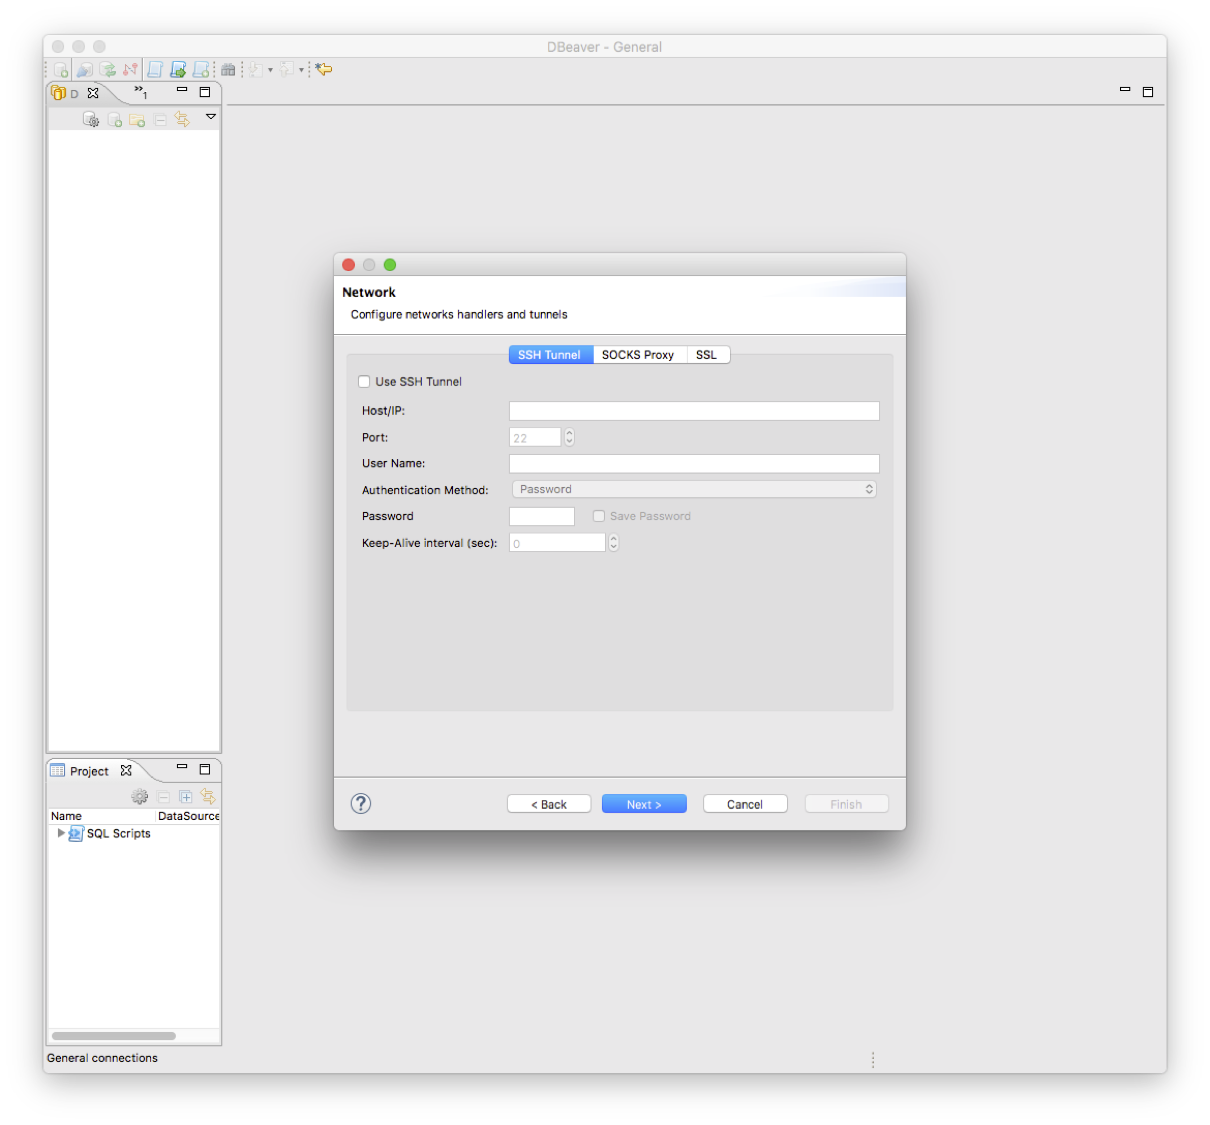 DBeaver - General
D
»1
Network
Configure networks handlers and tunnels
SSH Tunnel SOCKS Proxy SSL
Use SSH Tunnel
Host/IP:
Port: 22
User Name:
Authentication Method: Password
Password Save Password
Keep-Alive interval (sec): 0
? < Back Next > Cancel Finish
Project
Name DataSource
SQL Scripts
General connections